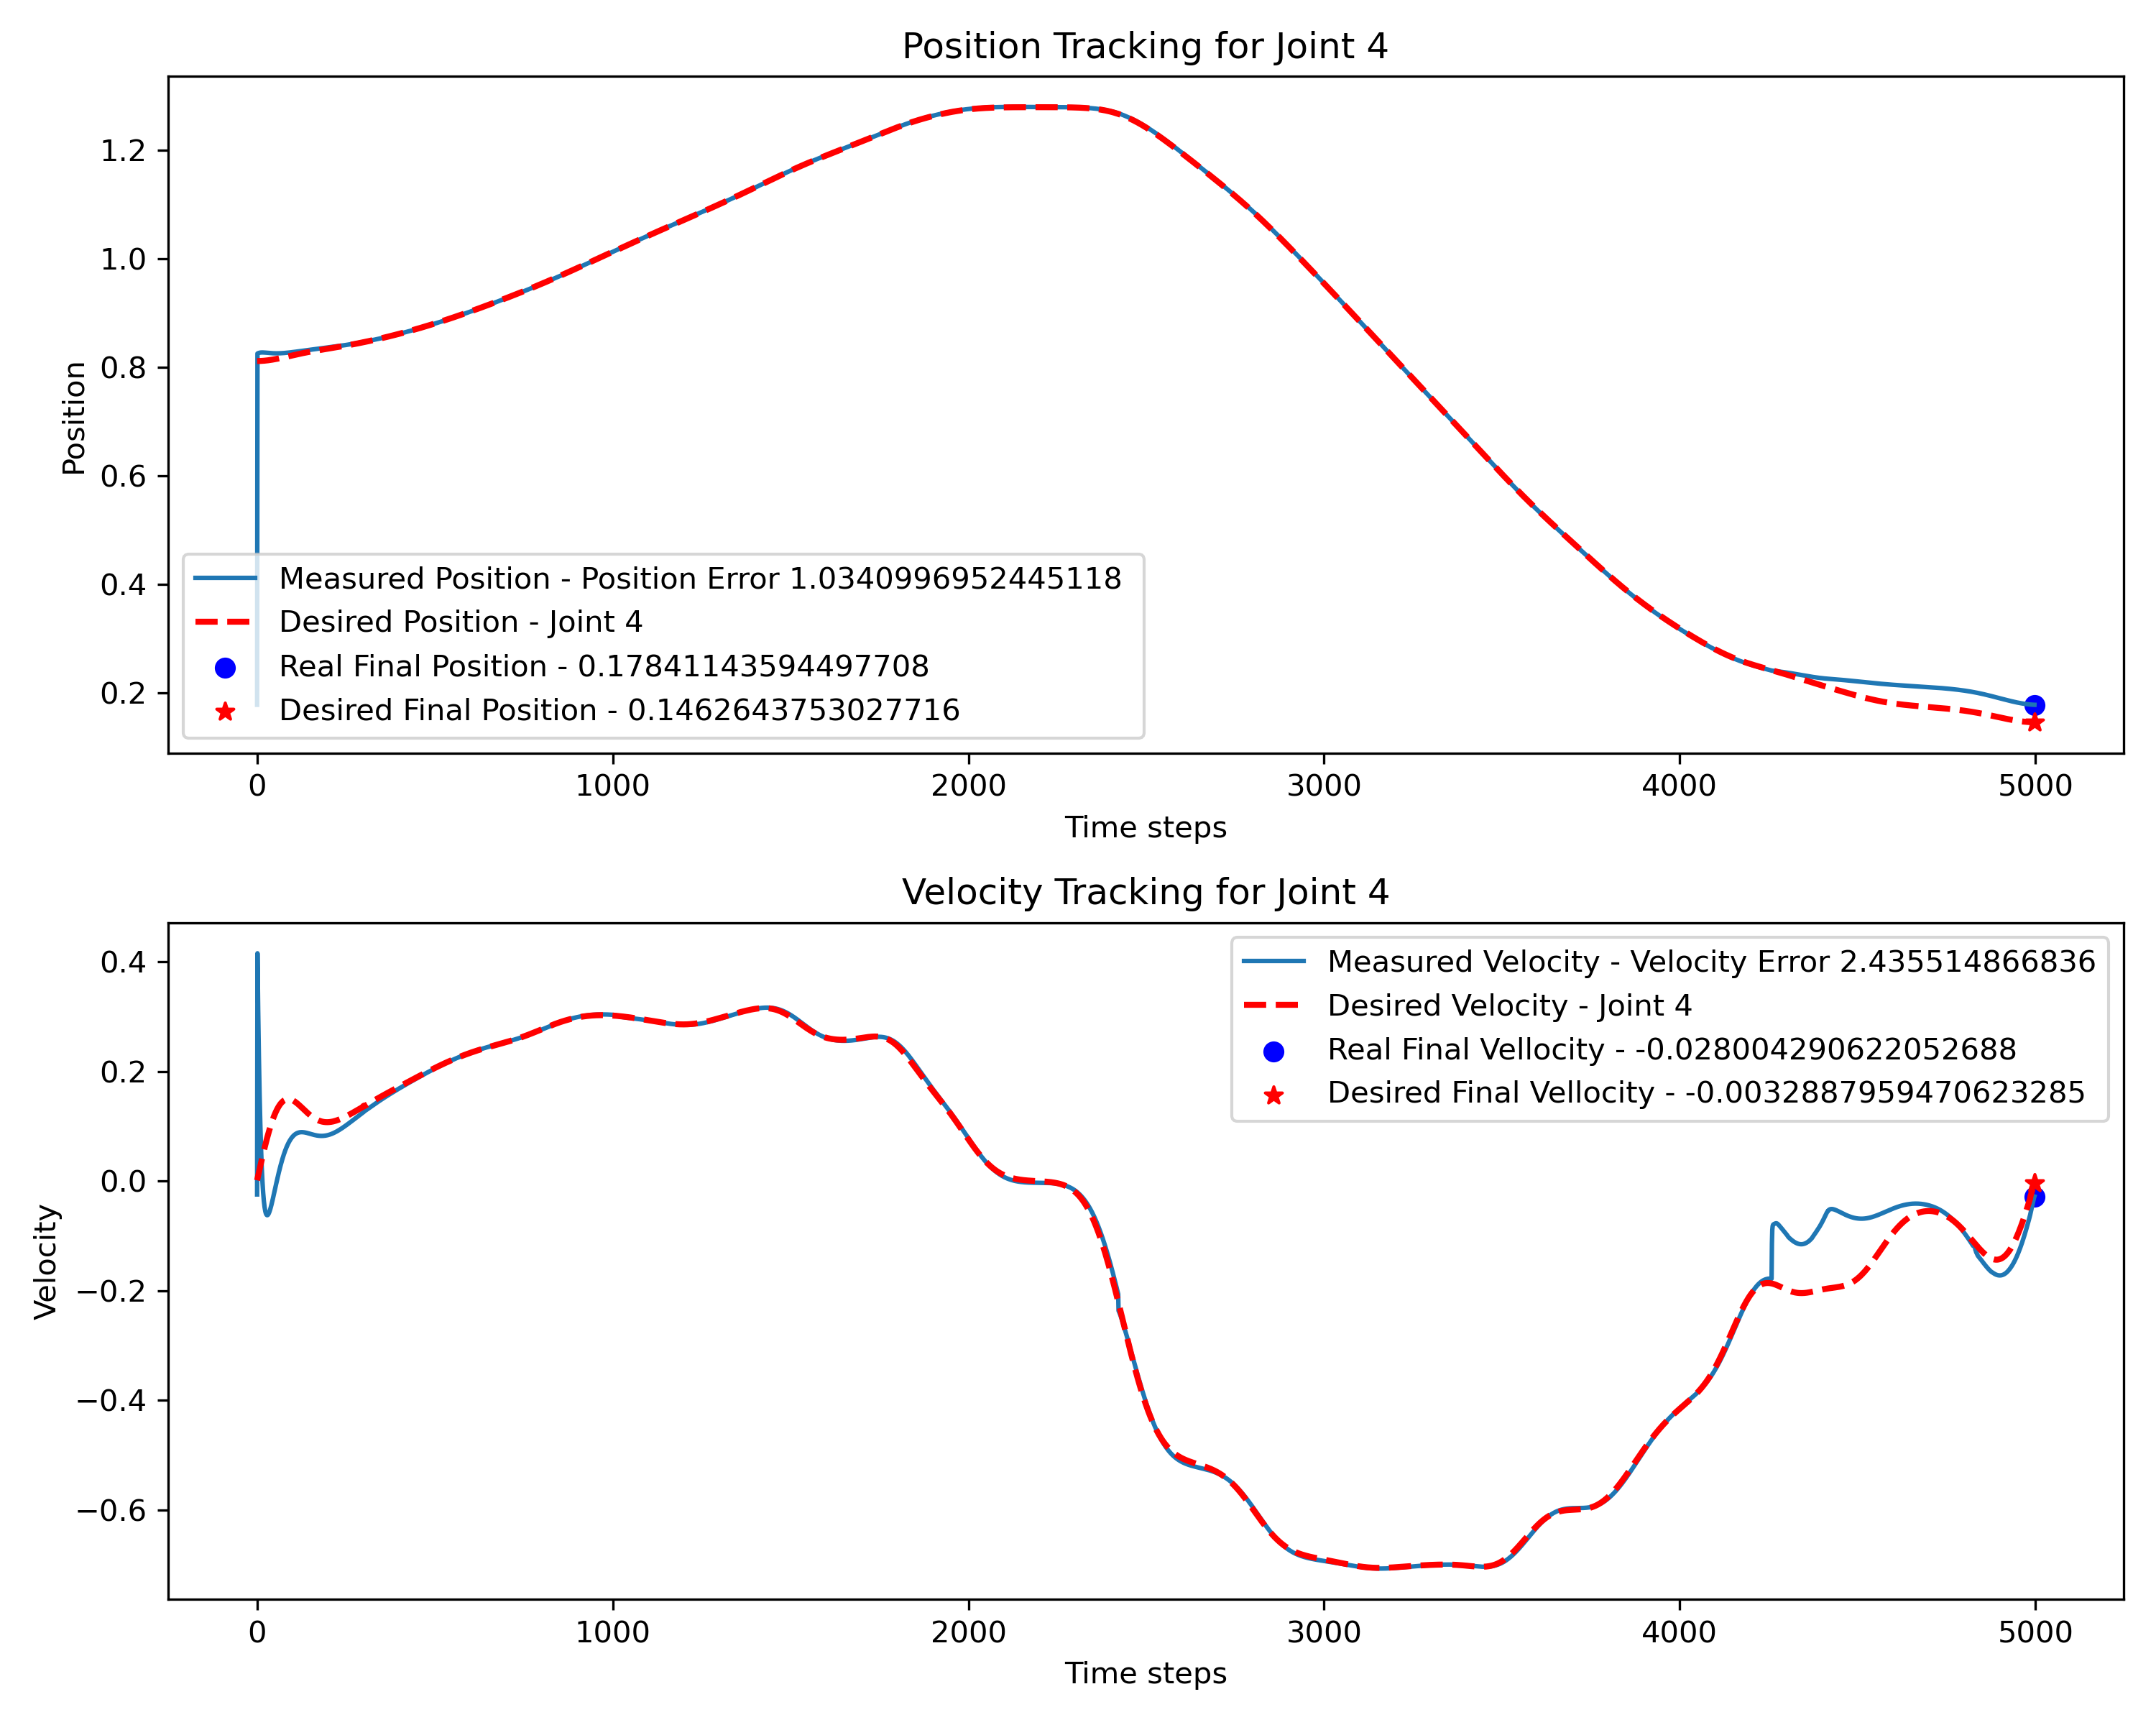 Position Tracking for Joint 4
Position
1.2
1.0
0.8
0.6
0.4
0.2
Measured Position - Position Error 1.0340996952445118
Desired Position - Joint 4
Real Final Position - 0.17841143594497708
Desired Final Position - 0.1462643753027716
0 1000 2000 3000 4000 5000
Time steps
Velocity Tracking for Joint 4
Velocity
0.4
0.2
0.0
−0.2
−0.4
−0.6
Measured Velocity - Velocity Error 2.435514866836
Desired Velocity - Joint 4
Real Final Vellocity - -0.028004290622052688
Desired Final Vellocity - -0.0032887959470623285
0 1000 2000 3000 4000 5000
Time steps